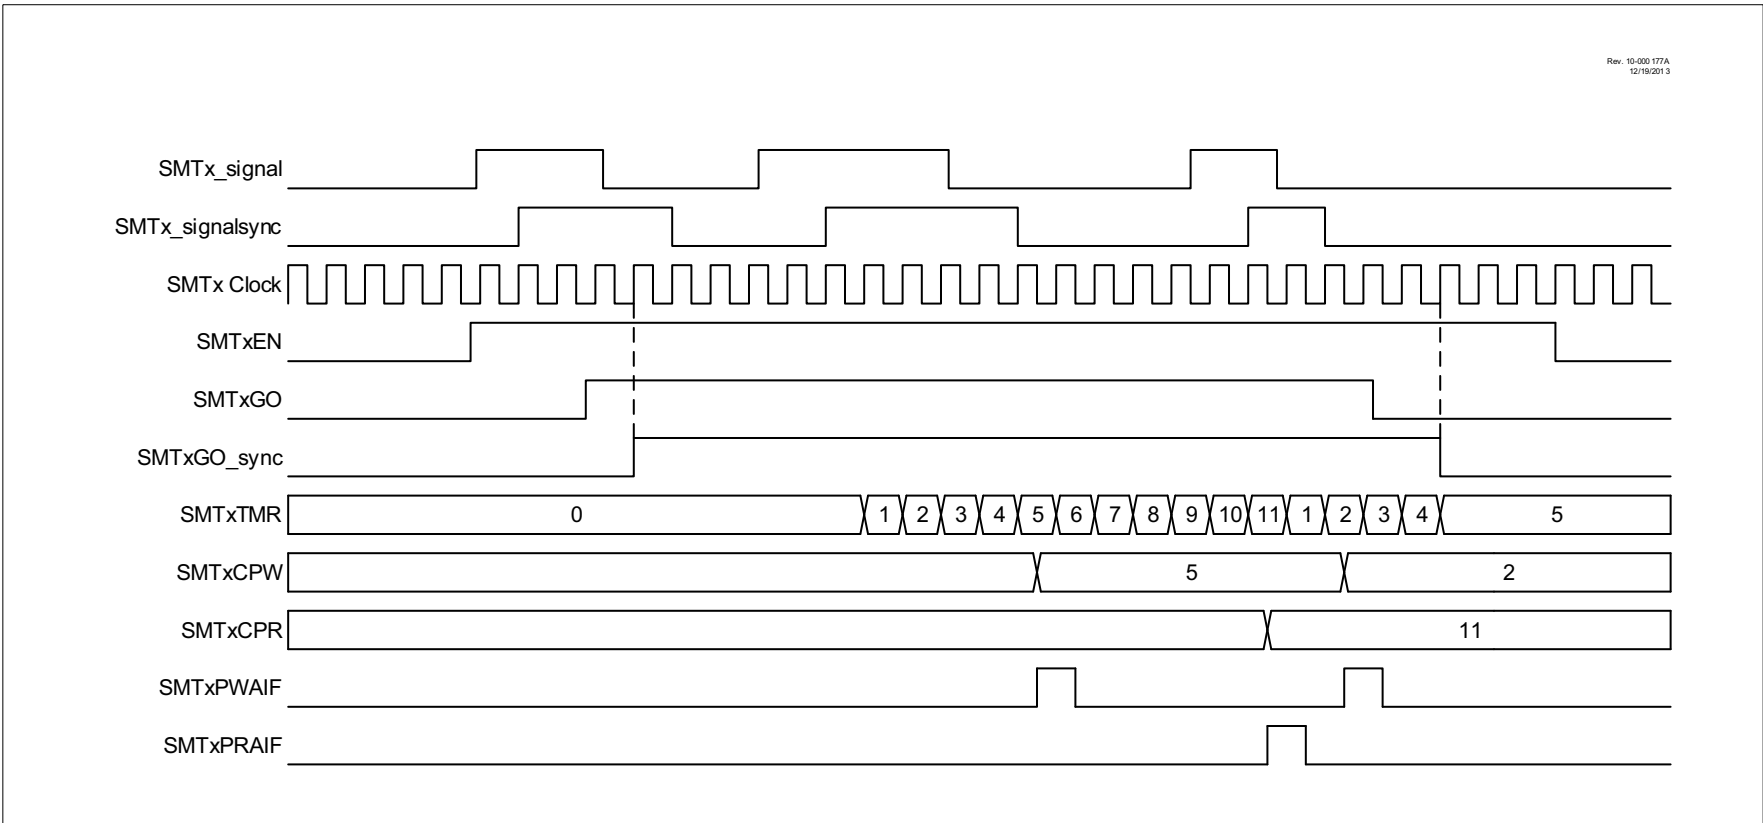 Rev. 10-000 177A
12/19/201 3
SMTx_signal
SMTx_signalsync
SMTx Clock
SMTxEN
SMTxGO
SMTxGO_sync
SMTxTMR 0 1 2 3 4 5 6 7 8 9 10 11 1 2 3 4 5
SMTxCPW 5 2
SMTxCPR 11
SMTxPWAIF
SMTxPRAIF